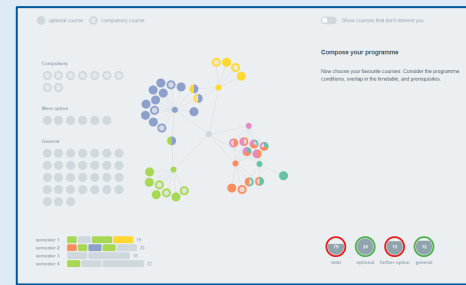 optional course
compulsory course
Show courses that don't interest you
Compulsory
Compose your programme
Now choose your favourite courses. Consider the programme
conditions, overlap in the timetable, and prerequisites.
More option
General
semester 1
semester 2
semester 3
semester 4
total
optional
further option
general